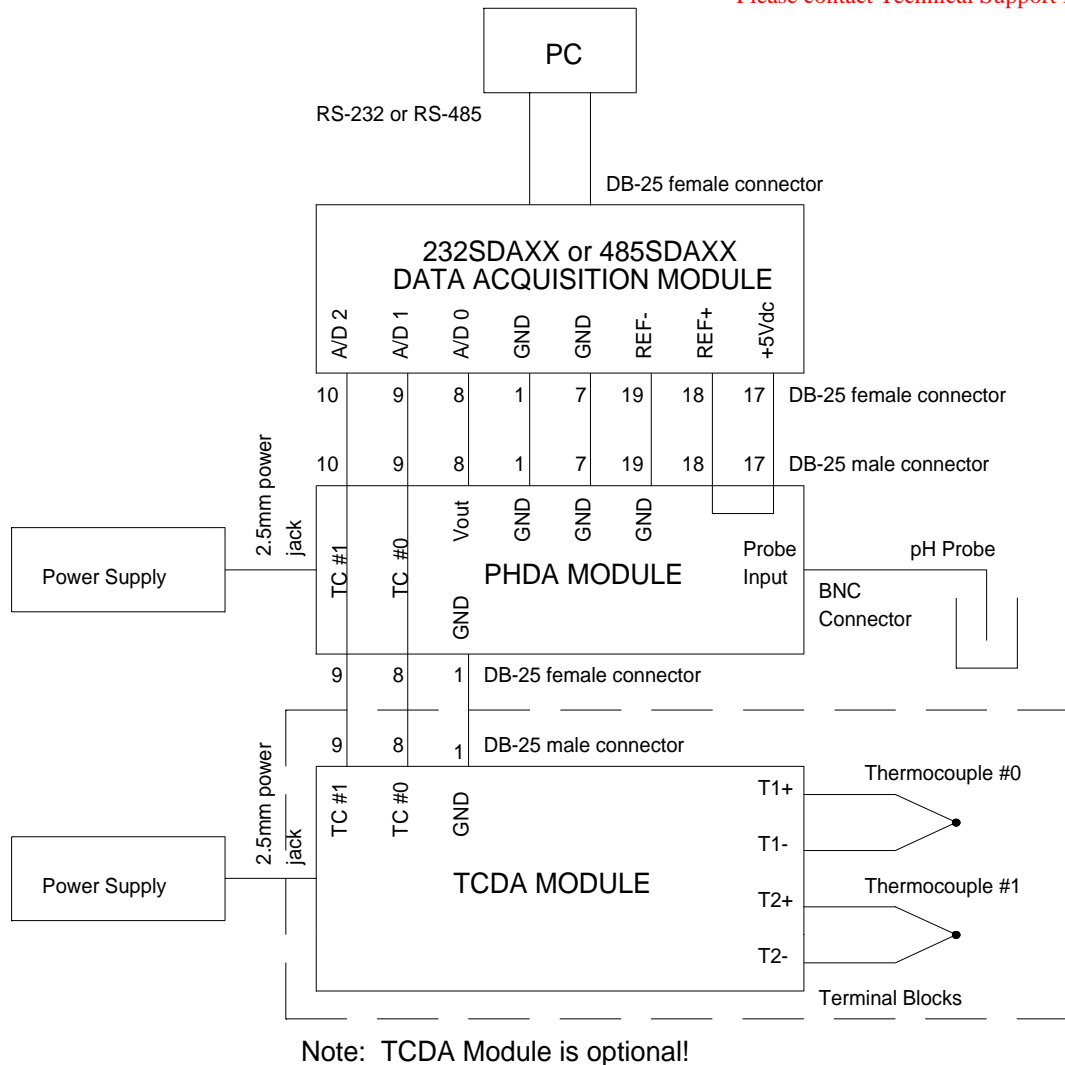 Please contact Technical Support
PC
RS-232 or RS-485
DB-25 female connector
232SDAXX or 485SDAXX
DATA ACQUISITION MODULE
A/D 2
A/D 1
A/D 0
GND
GND
REF-
REF+
+5Vdc
10 9 8 1 7 19 18 17 DB-25 female connector
10 9 8 1 7 19 18 17 DB-25 male connector
2.5mm power
jack
Power Supply
TC #1
TC #0
Vout
GND
GND
GND
PHDA MODULE
GND
Probe
Input
pH Probe
BNC
Connector
9 8 1 DB-25 female connector
9 8 1 DB-25 male connector
2.5mm power
jack
Power Supply
TC #1
TC #0
GND
TCDA MODULE
T1+
Thermocouple #0
T1-
T2+
Thermocouple #1
T2-
Terminal Blocks
Note: TCDA Module is optional!